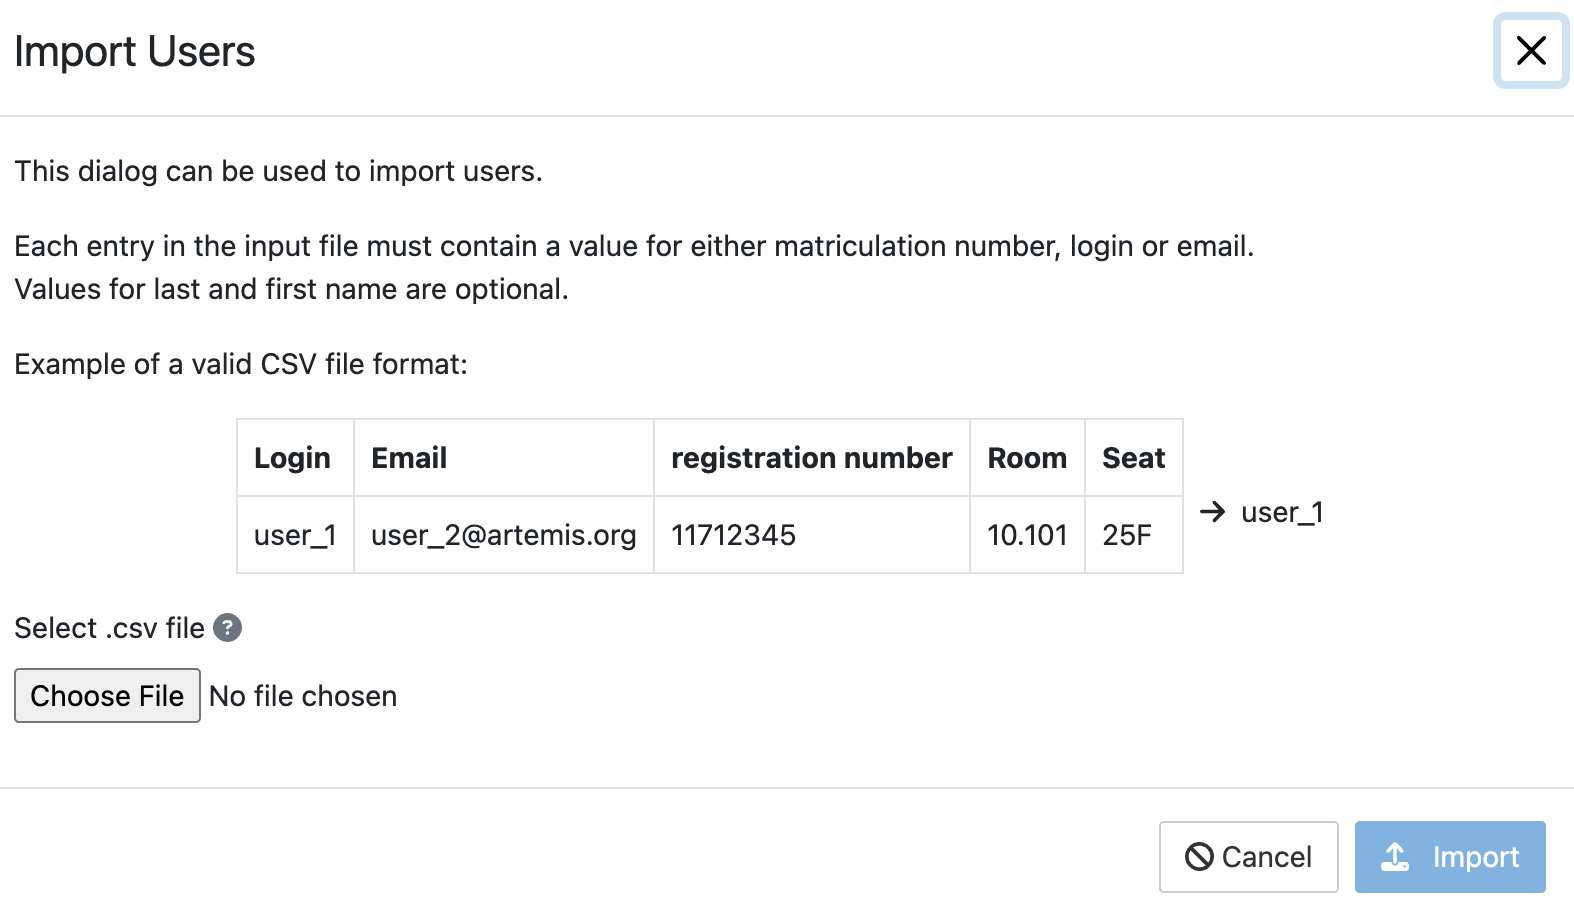 Import Users
This dialog can be used to import users.
Each entry in the input file must contain a value for either matriculation number, login or email.
Values for last and first name are optional.
Example of a valid CSV file format:
Login Email registration number Room Seat
user_1 user_2@artemis.org 11712345 10.101 25F
→ user_1
Select .csv file ?
Choose File No file chosen
Cancel Import